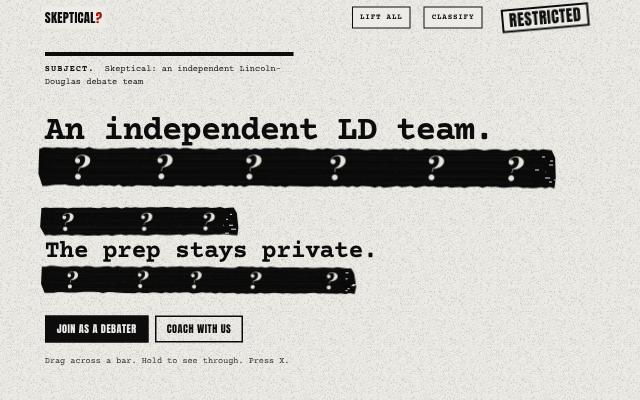 SKEPTICAL?
LIFT ALL
CLASSIFY
RESTRICTED
SUBJECT. Skeptical: an independent Lincoln-
Douglas debate team
An independent LD team.
? ? ? ? ? ?
? ? ?
The prep stays private.
? ? ? ? ?
JOIN AS A DEBATER
COACH WITH US
Drag across a bar. Hold to see through. Press X.